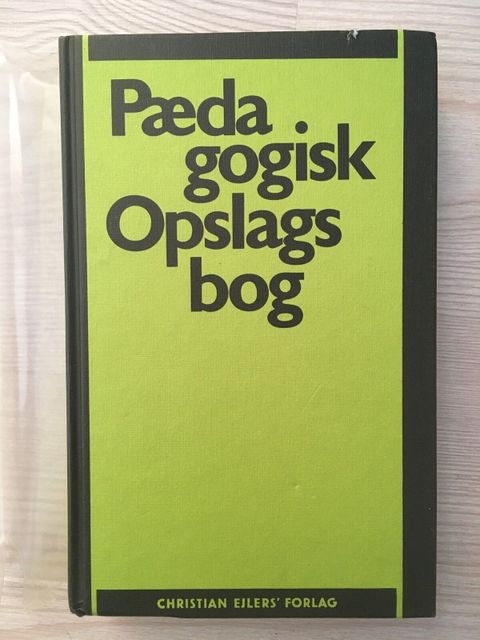 Pæda
gogisk
Opslags
bog
CHRISTIAN EJLERS' FORLAG